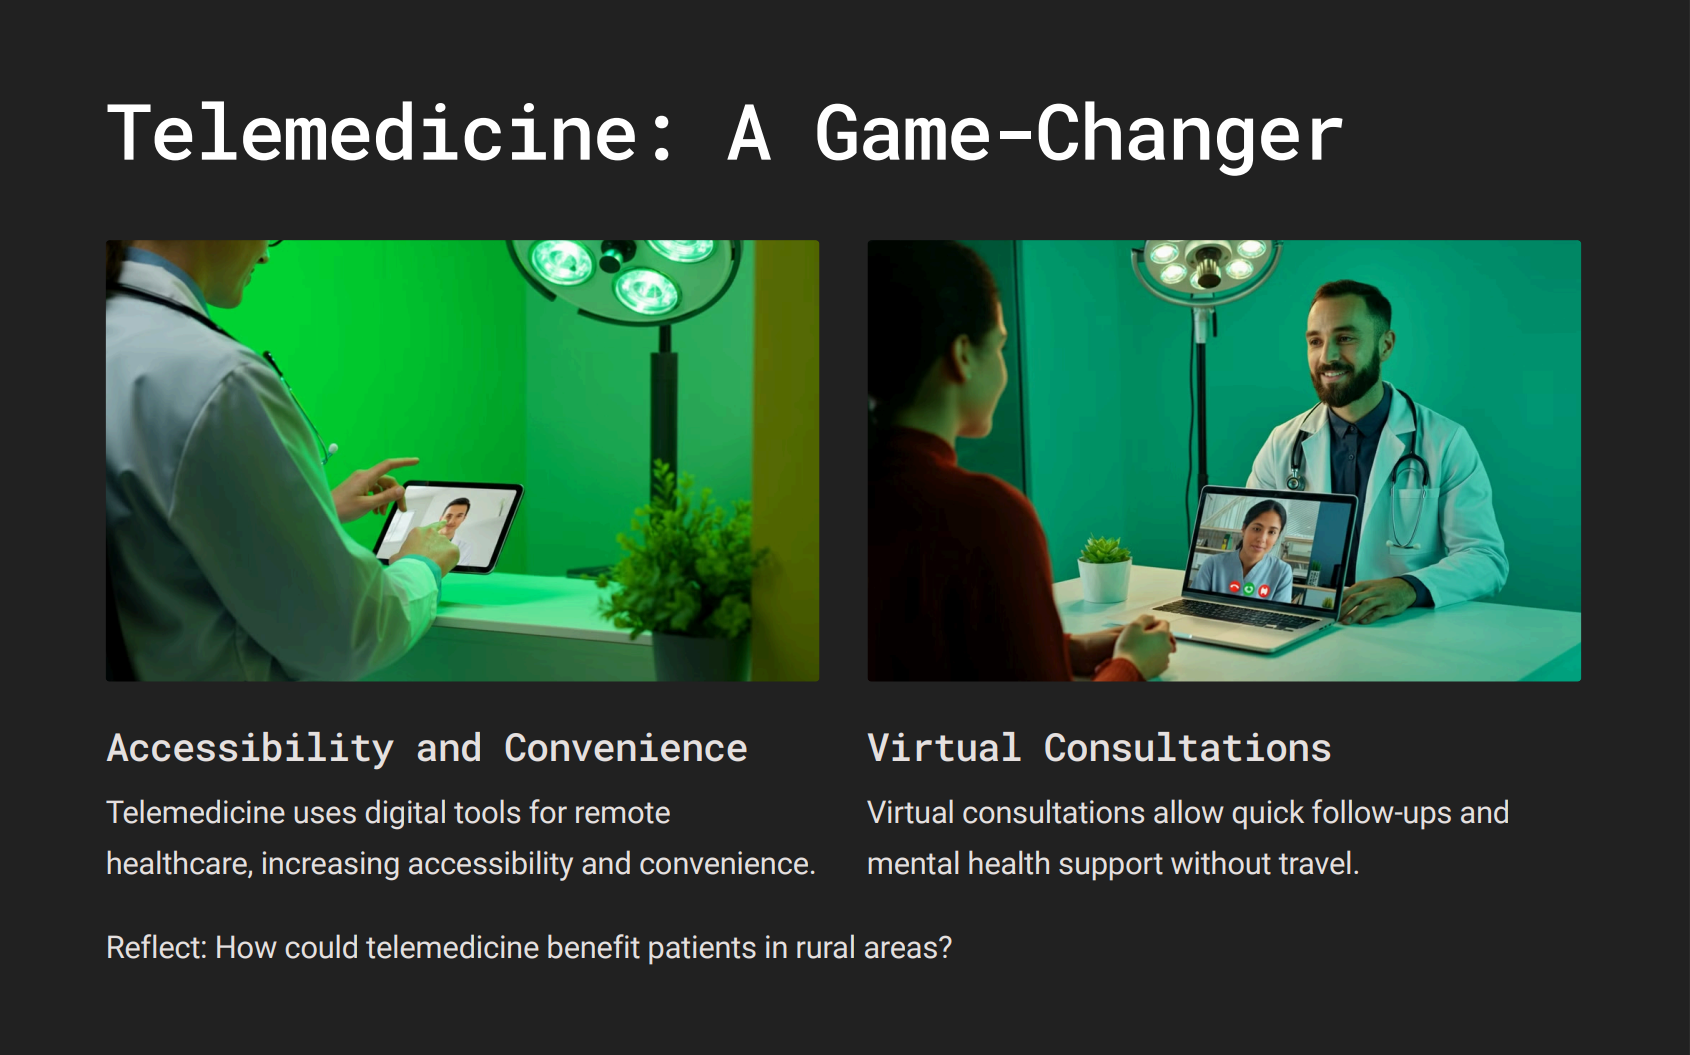 Telemedicine: A Game-Changer
Accessibility and Convenience
Telemedicine uses digital tools for remote
healthcare, increasing accessibility and convenience.
Virtual Consultations
Virtual consultations allow quick follow-ups and
mental health support without travel.
Reflect: How could telemedicine benefit patients in rural areas?